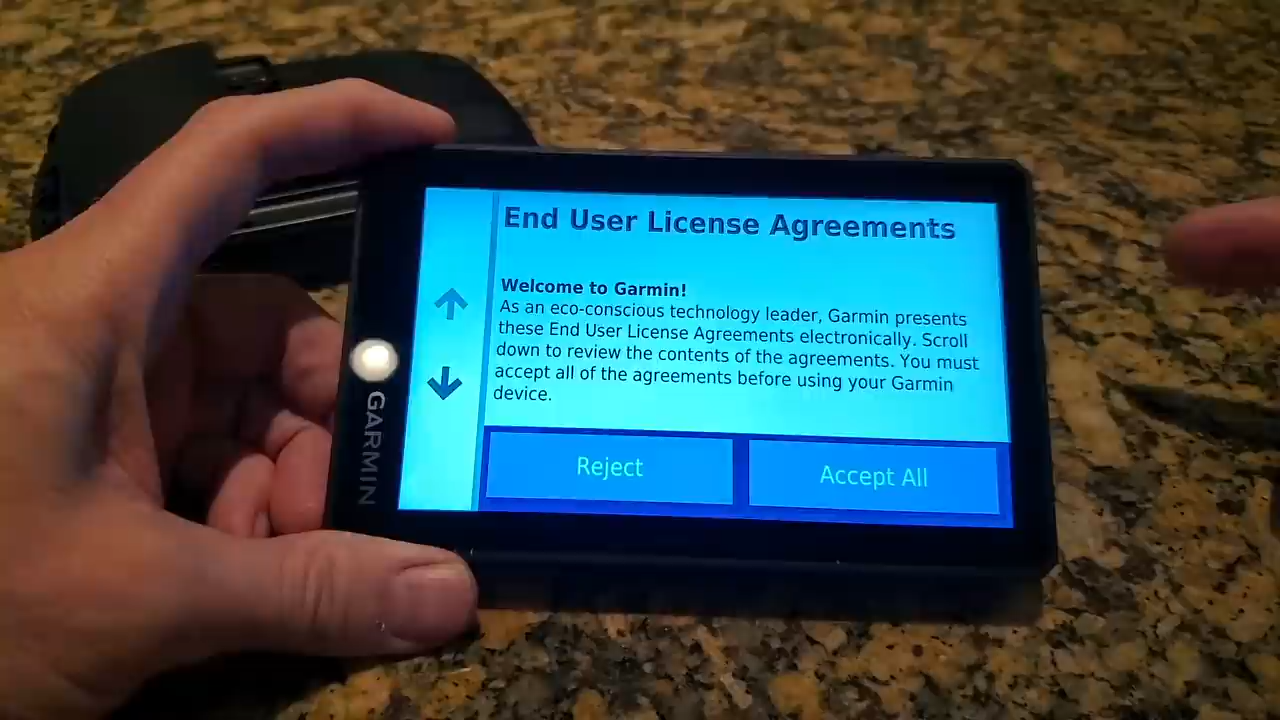 End User License Agreements
Welcome to Garmin!
As an eco-conscious technology leader, Garmin presents
these End User License Agreements electronically. Scroll
down to review the contents of the agreements. You must
accept all of the agreements before using your Garmin
device.
Reject
Accept All
GARMIN